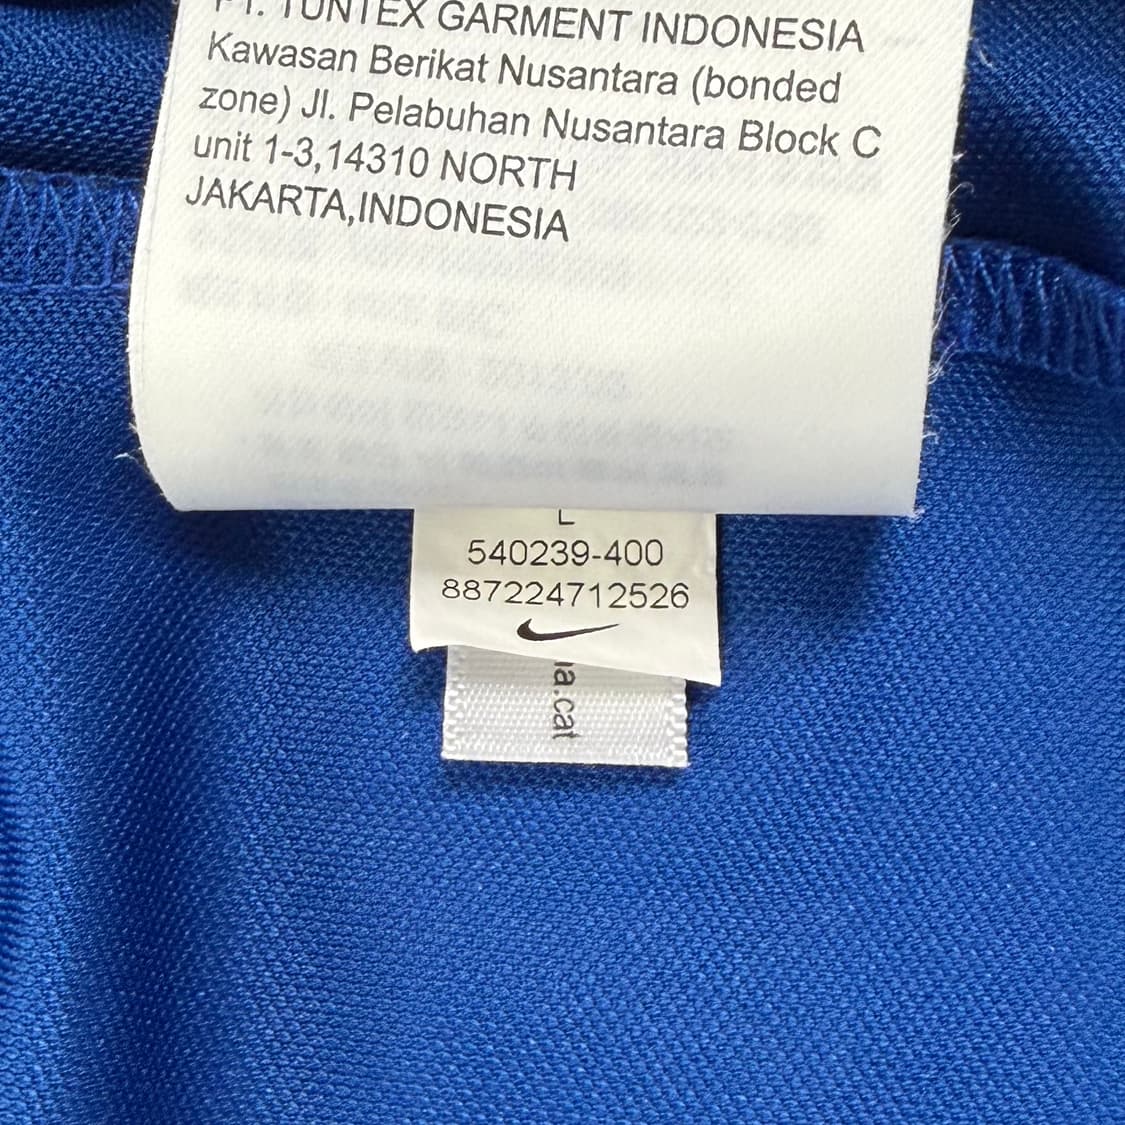 PT. TUNTEX GARMENT INDONESIA
Kawasan Berikat Nusantara (bonded
zone) Jl. Pelabuhan Nusantara Block C
unit 1-3,14310 NORTH
JAKARTA,INDONESIA
L
540239-400
887224712526
a.cat